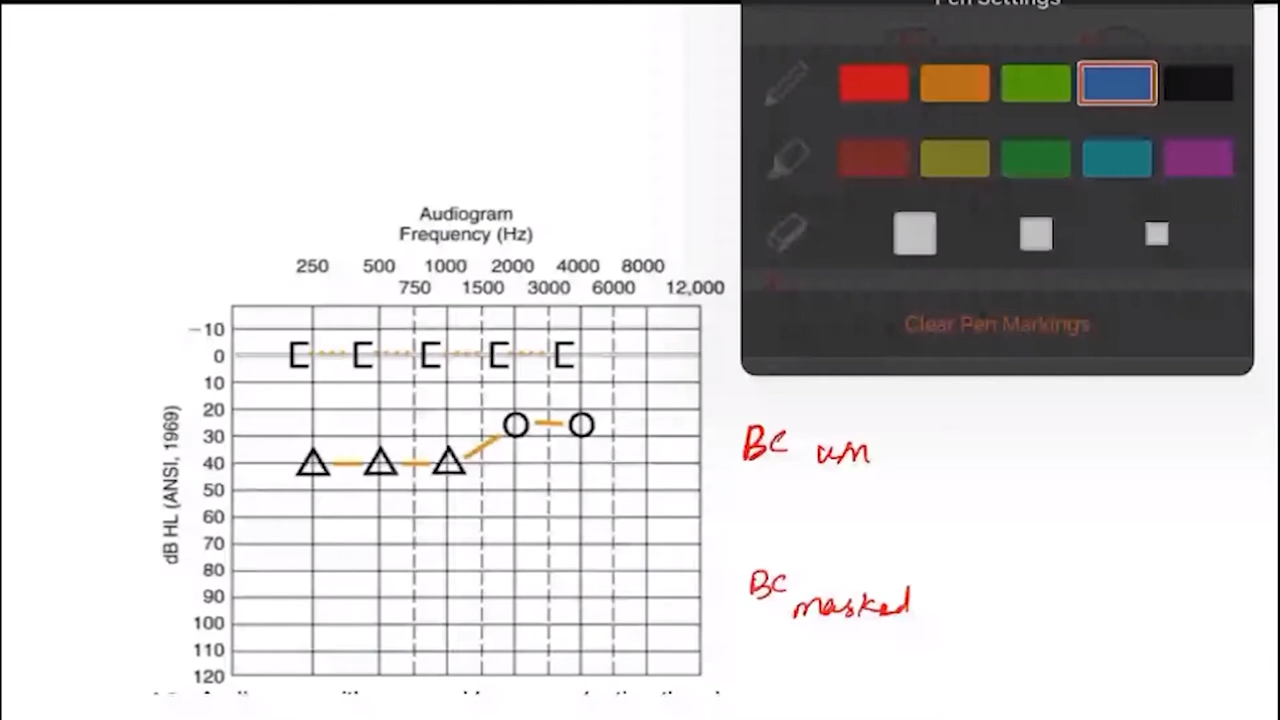 Pen Settings
Clear Pen Markings
Audiogram
Frequency (Hz)
250 500 1000 2000 4000 8000
750 1500 3000 6000 12,000
dB HL (ANSI, 1969)
-10
0
10
20
30
40
50
60
70
80
90
100
110
120
BC um
BC masked